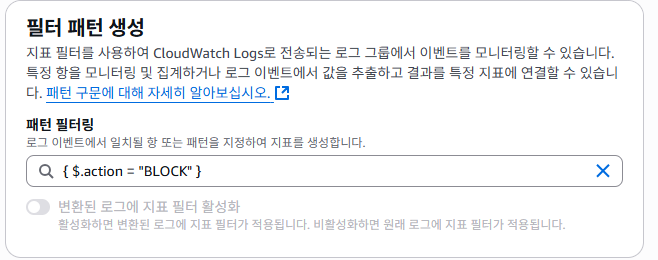 필터 패턴 생성
지표 필터를 사용하여 CloudWatch Logs로 전송되는 로그 그룹에서 이벤트를 모니터링할 수 있습니다.
특정 항을 모니터링 및 집계하거나 로그 이벤트에서 값을 추출하고 결과를 특정 지표에 연결할 수 있습니
다. 패턴 구문에 대해 자세히 알아보십시오.
패턴 필터링
로그 이벤트에서 일치될 항 또는 패턴을 지정하여 지표를 생성합니다.
{ $.action = "BLOCK" }
변환된 로그에 지표 필터 활성화
활성화하면 변환된 로그에 지표 필터가 적용됩니다. 비활성화하면 원래 로그에 지표 필터가 적용됩니다.